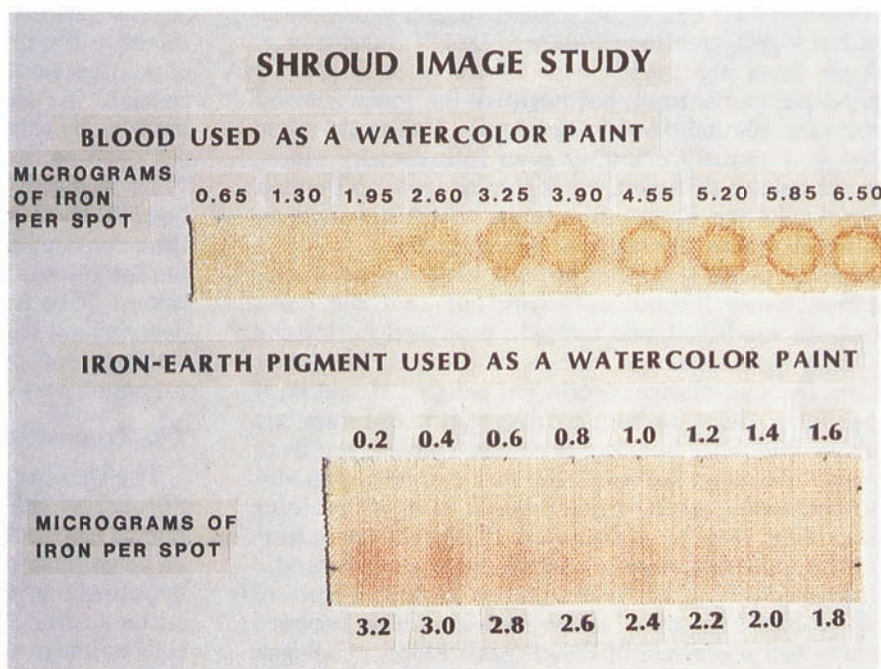 SHROUD IMAGE STUDY
BLOOD USED AS A WATERCOLOR PAINT
MICROGRAMS
OF IRON
PER SPOT
0.65 1.30 1.95 2.60 3.25 3.90 4.55 5.20 5.85 6.50
IRON-EARTH PIGMENT USED AS A WATERCOLOR PAINT
0.2 0.4 0.6 0.8 1.0 1.2 1.4 1.6
MICROGRAMS OF
IRON PER SPOT
3.2 3.0 2.8 2.6 2.4 2.2 2.0 1.8